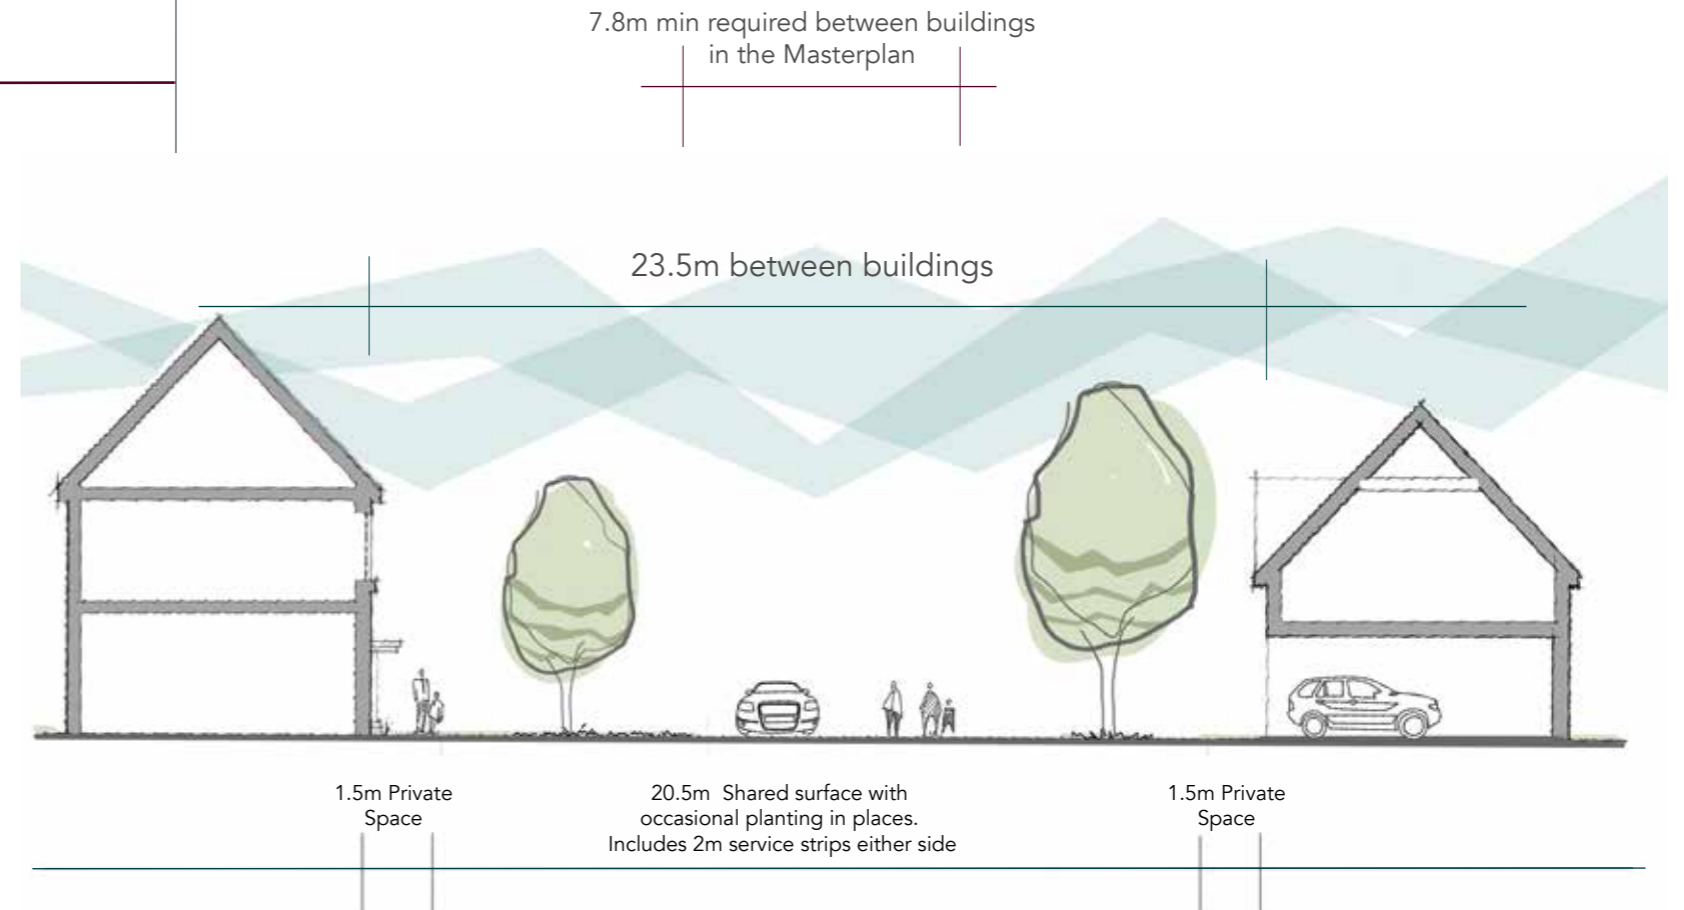 7.8m min required between buildings
in the Masterplan
23.5m between buildings
1.5m Private
Space
20.5m Shared surface with
occasional planting in places.
Includes 2m service strips either side
1.5m Private
Space